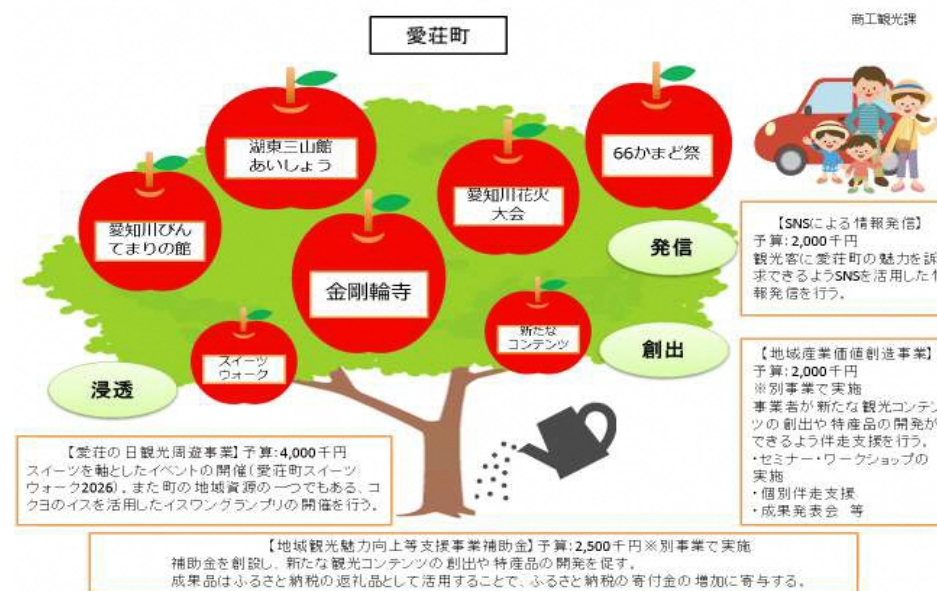 商工観光課
愛荘町
湖東三山館
あいしょう
66かまど祭
愛知川花火
大会
愛知川びん
てまりの館
金剛輪寺
新たな
コンテンツ
スイーツ
ウォーク
発信
創出
浸透
【SNSによる情報発信】
予算:2,000千円
観光客に愛荘町の魅力を訴
求できるようSNSを活用した
報発信を行う。
【地域産業価値創造事業】
予算:2,000千円
※別事業で実施
事業者が新たな観光コンテン
ツの創出や特産品の開発が
できるよう伴走支援を行う。
・セミナー・ワークショップの
実施
・個別伴走支援
・成果発表会 等
【愛荘の日観光周遊事業】予算:4,000千円
スイーツを軸としたイベントの開催(愛荘町スイーツ
ウォーク2026)。また町の地域資源の一つでもある、コ
クヨのイスを活用したイスワングランプリの開催を行う。
【地域観光魅力向上等支援事業補助金】予算:2,500千円※別事業で実施
補助金を創設し、新たな観光コンテンツの創出や特産品の開発を促す。
成果品はふるさと納税の返礼品として活用することで、ふるさと納税の寄付金の増加に寄与する。